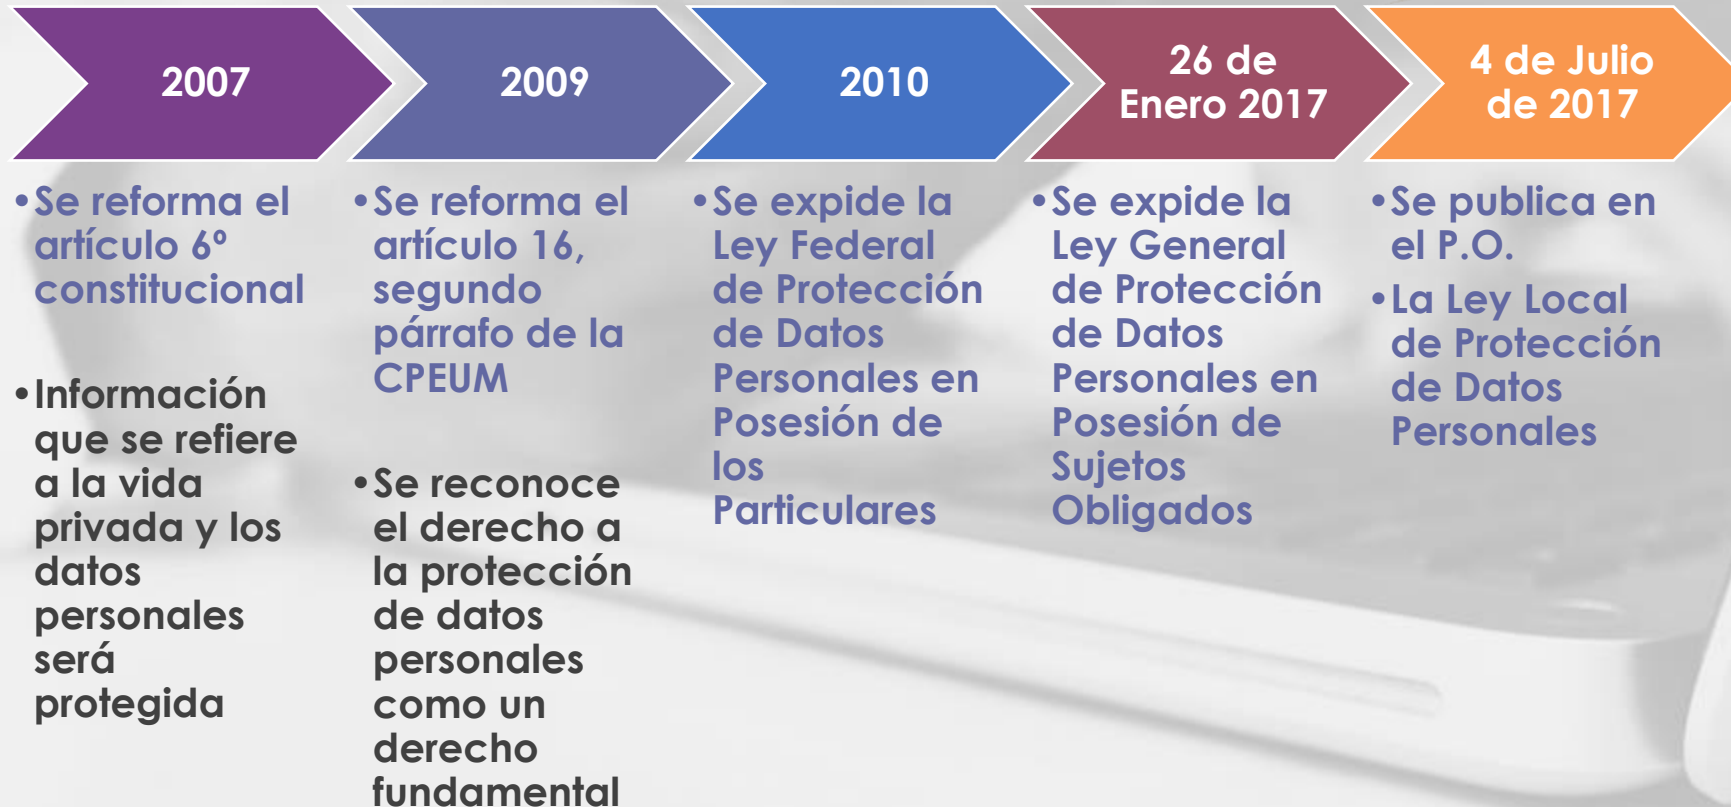 2007
2009
2010
26 de
Enero 2017
4 de Julio
de 2017
•Se reforma el
artículo 6º
constitucional
•Información
que se refiere
a la vida
privada y los
datos
personales
será
protegida
•Se reforma el
artículo 16,
segundo
párrafo de la
CPEUM
•Se reconoce
el derecho a
la protección
de datos
personales
como un
derecho
fundamental
•Se expide la
Ley Federal
de Protección
de Datos
Personales en
Posesión de
los
Particulares
•Se expide la
Ley General
de Protección
de Datos
Personales en
Posesión de
Sujetos
Obligados
•Se publica en
el P.O.
•La Ley Local
de Protección
de Datos
Personales